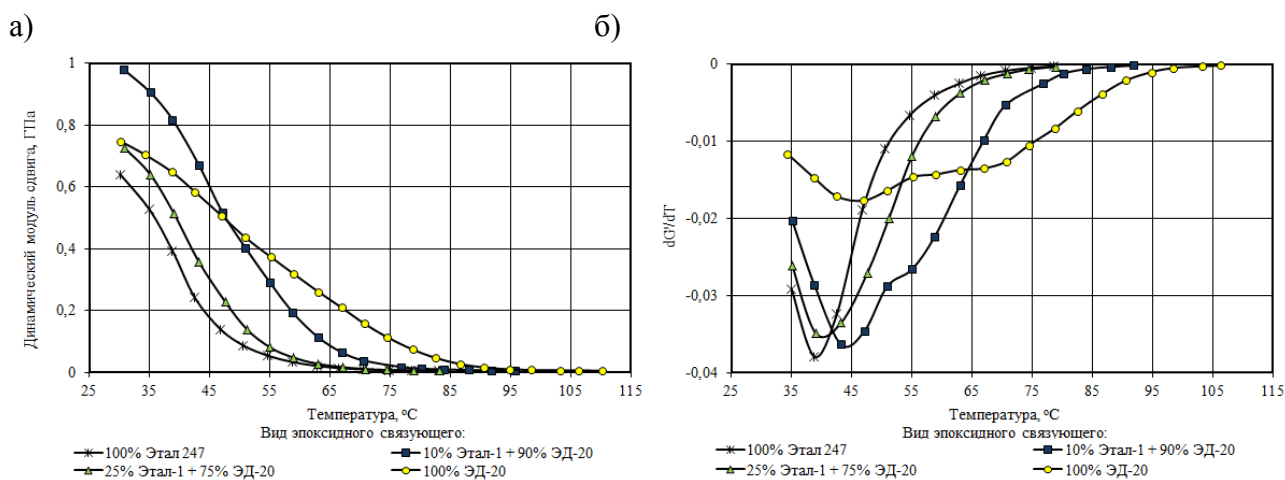 а)
Динамический модуль сдвига, ГПа
1
0,8
0,6
0,4
0,2
0
25 35 45 55 65 75 85 95 105 115
Температура, °С
Вид эпоксидного связующего:
100% Этал 247
10% Этал-1 + 90% ЭД-20
25% Этал-1 + 75% ЭД-20
100% ЭД-20
б)
dG'/dT
0
-0,01
-0,02
-0,03
-0,04
25 35 45 55 65 75 85 95 105 115
Температура, °С
Вид эпоксидного связующего:
100% Этал 247
10% Этал-1 + 90% ЭД-20
25% Этал-1 + 75% ЭД-20
100% ЭД-20